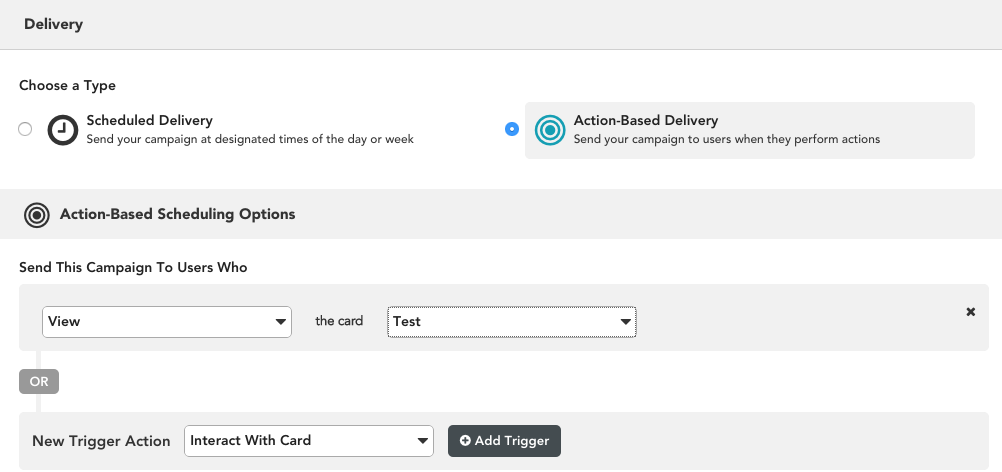 Delivery
Choose a Type
Scheduled Delivery
Send your campaign at designated times of the day or week
Action-Based Delivery
Send your campaign to users when they perform actions
Action-Based Scheduling Options
Send This Campaign To Users Who
View the card Test
OR
New Trigger Action Interact With Card Add Trigger